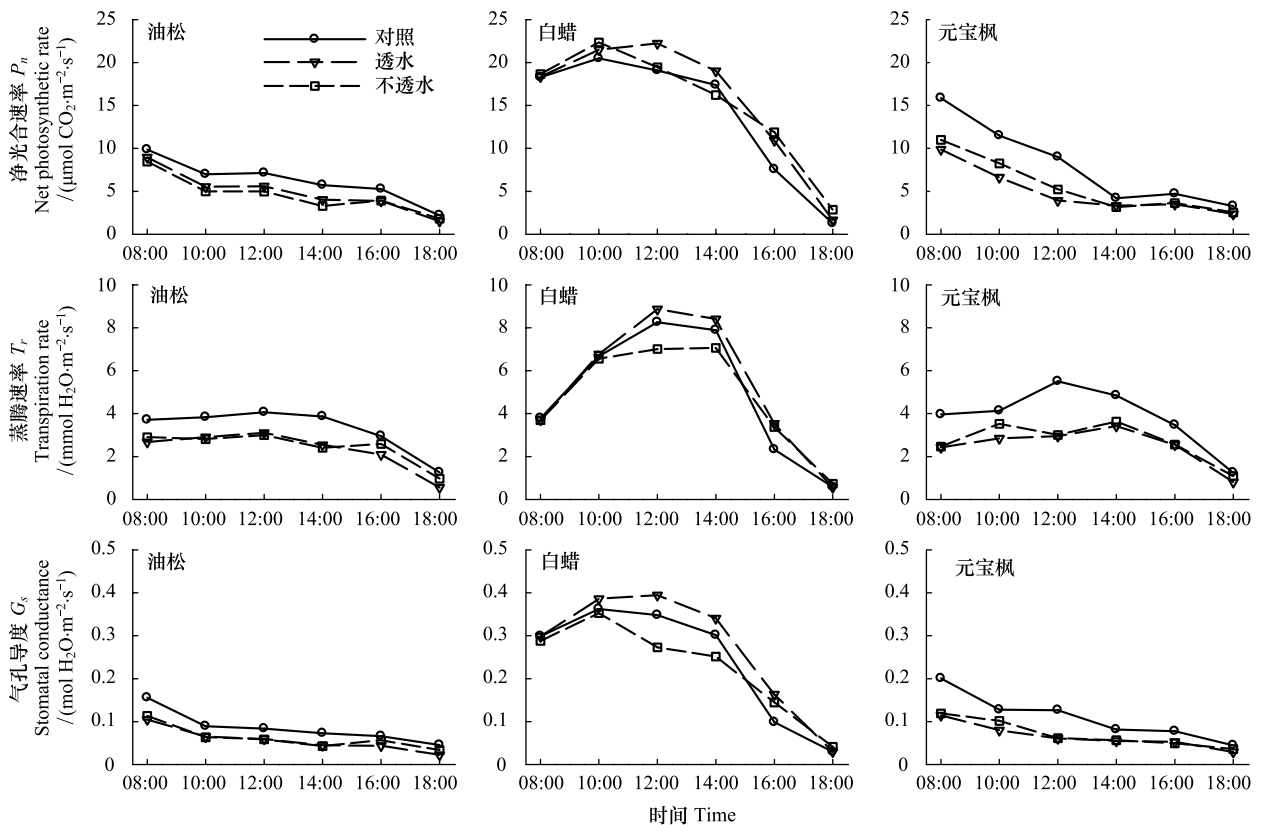 净光合速率 Pn
Net photosynthetic rate
/(μmol CO₂·m⁻²·s⁻¹)
25
20
15
10
5
0
油松
对照
透水
不透水
08:00 10:00 12:00 14:00 16:00 18:00
25
20
15
10
5
0
白蜡
08:00 10:00 12:00 14:00 16:00 18:00
25
20
15
10
5
0
元宝枫
08:00 10:00 12:00 14:00 16:00 18:00
蒸腾速率 Tr
Transpiration rate
/(mmol H₂O·m⁻²·s⁻¹)
10
8
6
4
2
0
油松
08:00 10:00 12:00 14:00 16:00 18:00
10
8
6
4
2
0
白蜡
08:00 10:00 12:00 14:00 16:00 18:00
10
8
6
4
2
0
元宝枫
08:00 10:00 12:00 14:00 16:00 18:00
气孔导度 Gs
Stomatal conductance
/(mol H₂O·m⁻²·s⁻¹)
0.5
0.4
0.3
0.2
0.1
0
油松
08:00 10:00 12:00 14:00 16:00 18:00
0.5
0.4
0.3
0.2
0.1
0
白蜡
08:00 10:00 12:00 14:00 16:00 18:00
0.5
0.4
0.3
0.2
0.1
0
元宝枫
08:00 10:00 12:00 14:00 16:00 18:00
时间 Time